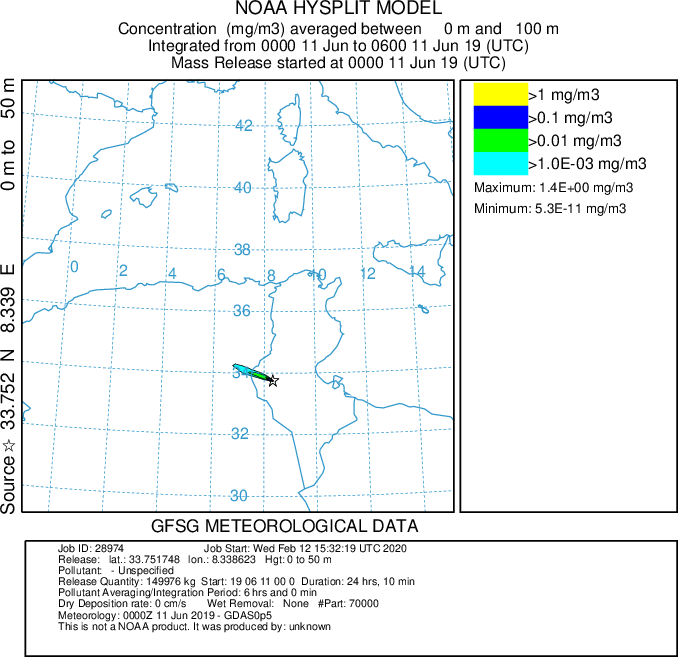 NOAA HYSPLIT MODEL
Concentration (mg/m3) averaged between 0 m and 100 m
Integrated from 0000 11 Jun to 0600 11 Jun 19 (UTC)
Mass Release started at 0000 11 Jun 19 (UTC)
Source ☆ 33.752 N 8.339 E 0 m to 50 m
42
40
38
0 2 4 6 8 10 12 14
36
34
32
30
>1 mg/m3
>0.1 mg/m3
>0.01 mg/m3
>1.0E-03 mg/m3
Maximum: 1.4E+00 mg/m3
Minimum: 5.3E-11 mg/m3
GFSG METEOROLOGICAL DATA
Job ID: 28974 Job Start: Wed Feb 12 15:32:19 UTC 2020
Release: lat.: 33.751748 lon.: 8.338623 Hgt: 0 to 50 m
Pollutant: - Unspecified
Release Quantity: 149976 kg Start: 19 06 11 00 0 Duration: 24 hrs, 10 min
Pollutant Averaging/Integration Period: 6 hrs and 0 min
Dry Deposition rate: 0 cm/s Wet Removal: None #Part: 70000
Meteorology: 0000Z 11 Jun 2019 - GDAS0p5
This is not a NOAA product. It was produced by: unknown